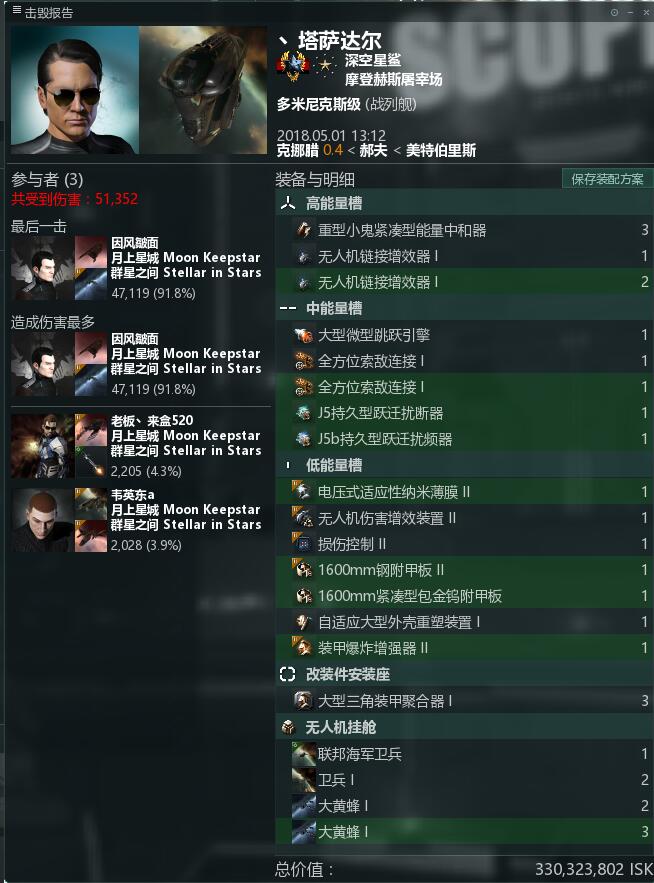 击毁报告
丶塔萨达尔
深空星鲨
摩登赫斯屠宰场
多米尼克斯级 (战列舰)
2018.05.01 13:12
克挪腊 0.4 < 郝夫 < 美特伯里斯
参与者 (3)
共受到伤害：51,352
最后一击
因风皺面
月上星城 Moon Keepstar
群星之间 Stellar in Stars
47,119 (91.8%)
造成伤害最多
因风皺面
月上星城 Moon Keepstar
群星之间 Stellar in Stars
47,119 (91.8%)
老板丶来盒520
月上星城 Moon Keepstar
群星之间 Stellar in Stars
2,205 (4.3%)
韦英东a
月上星城 Moon Keepstar
群星之间 Stellar in Stars
2,028 (3.9%)
装备与明细 保存装配方案
高能量槽
重型小鬼紧凑型能量中和器 3
无人机链接增效器 I 1
无人机链接增效器 I 2
中能量槽
大型微型跳跃引擎 1
全方位索敌连接 I 1
全方位索敌连接 I 1
J5持久型跃迁扰断器 1
J5b持久型跃迁扰频器 1
低能量槽
电压式适应性纳米薄膜 II 1
无人机伤害增效装置 II 1
损伤控制 II 1
1600mm钢附甲板 II 1
1600mm紧凑型包金钨附甲板 1
自适应大型外壳重塑装置 I 1
装甲爆炸增强器 II 1
改装件安装座
大型三角装甲聚合器 I 3
无人机挂舱
联邦海军卫兵 1
卫兵 I 2
大黄蜂 I 2
大黄蜂 I 3
总价值： 330,323,802 ISK